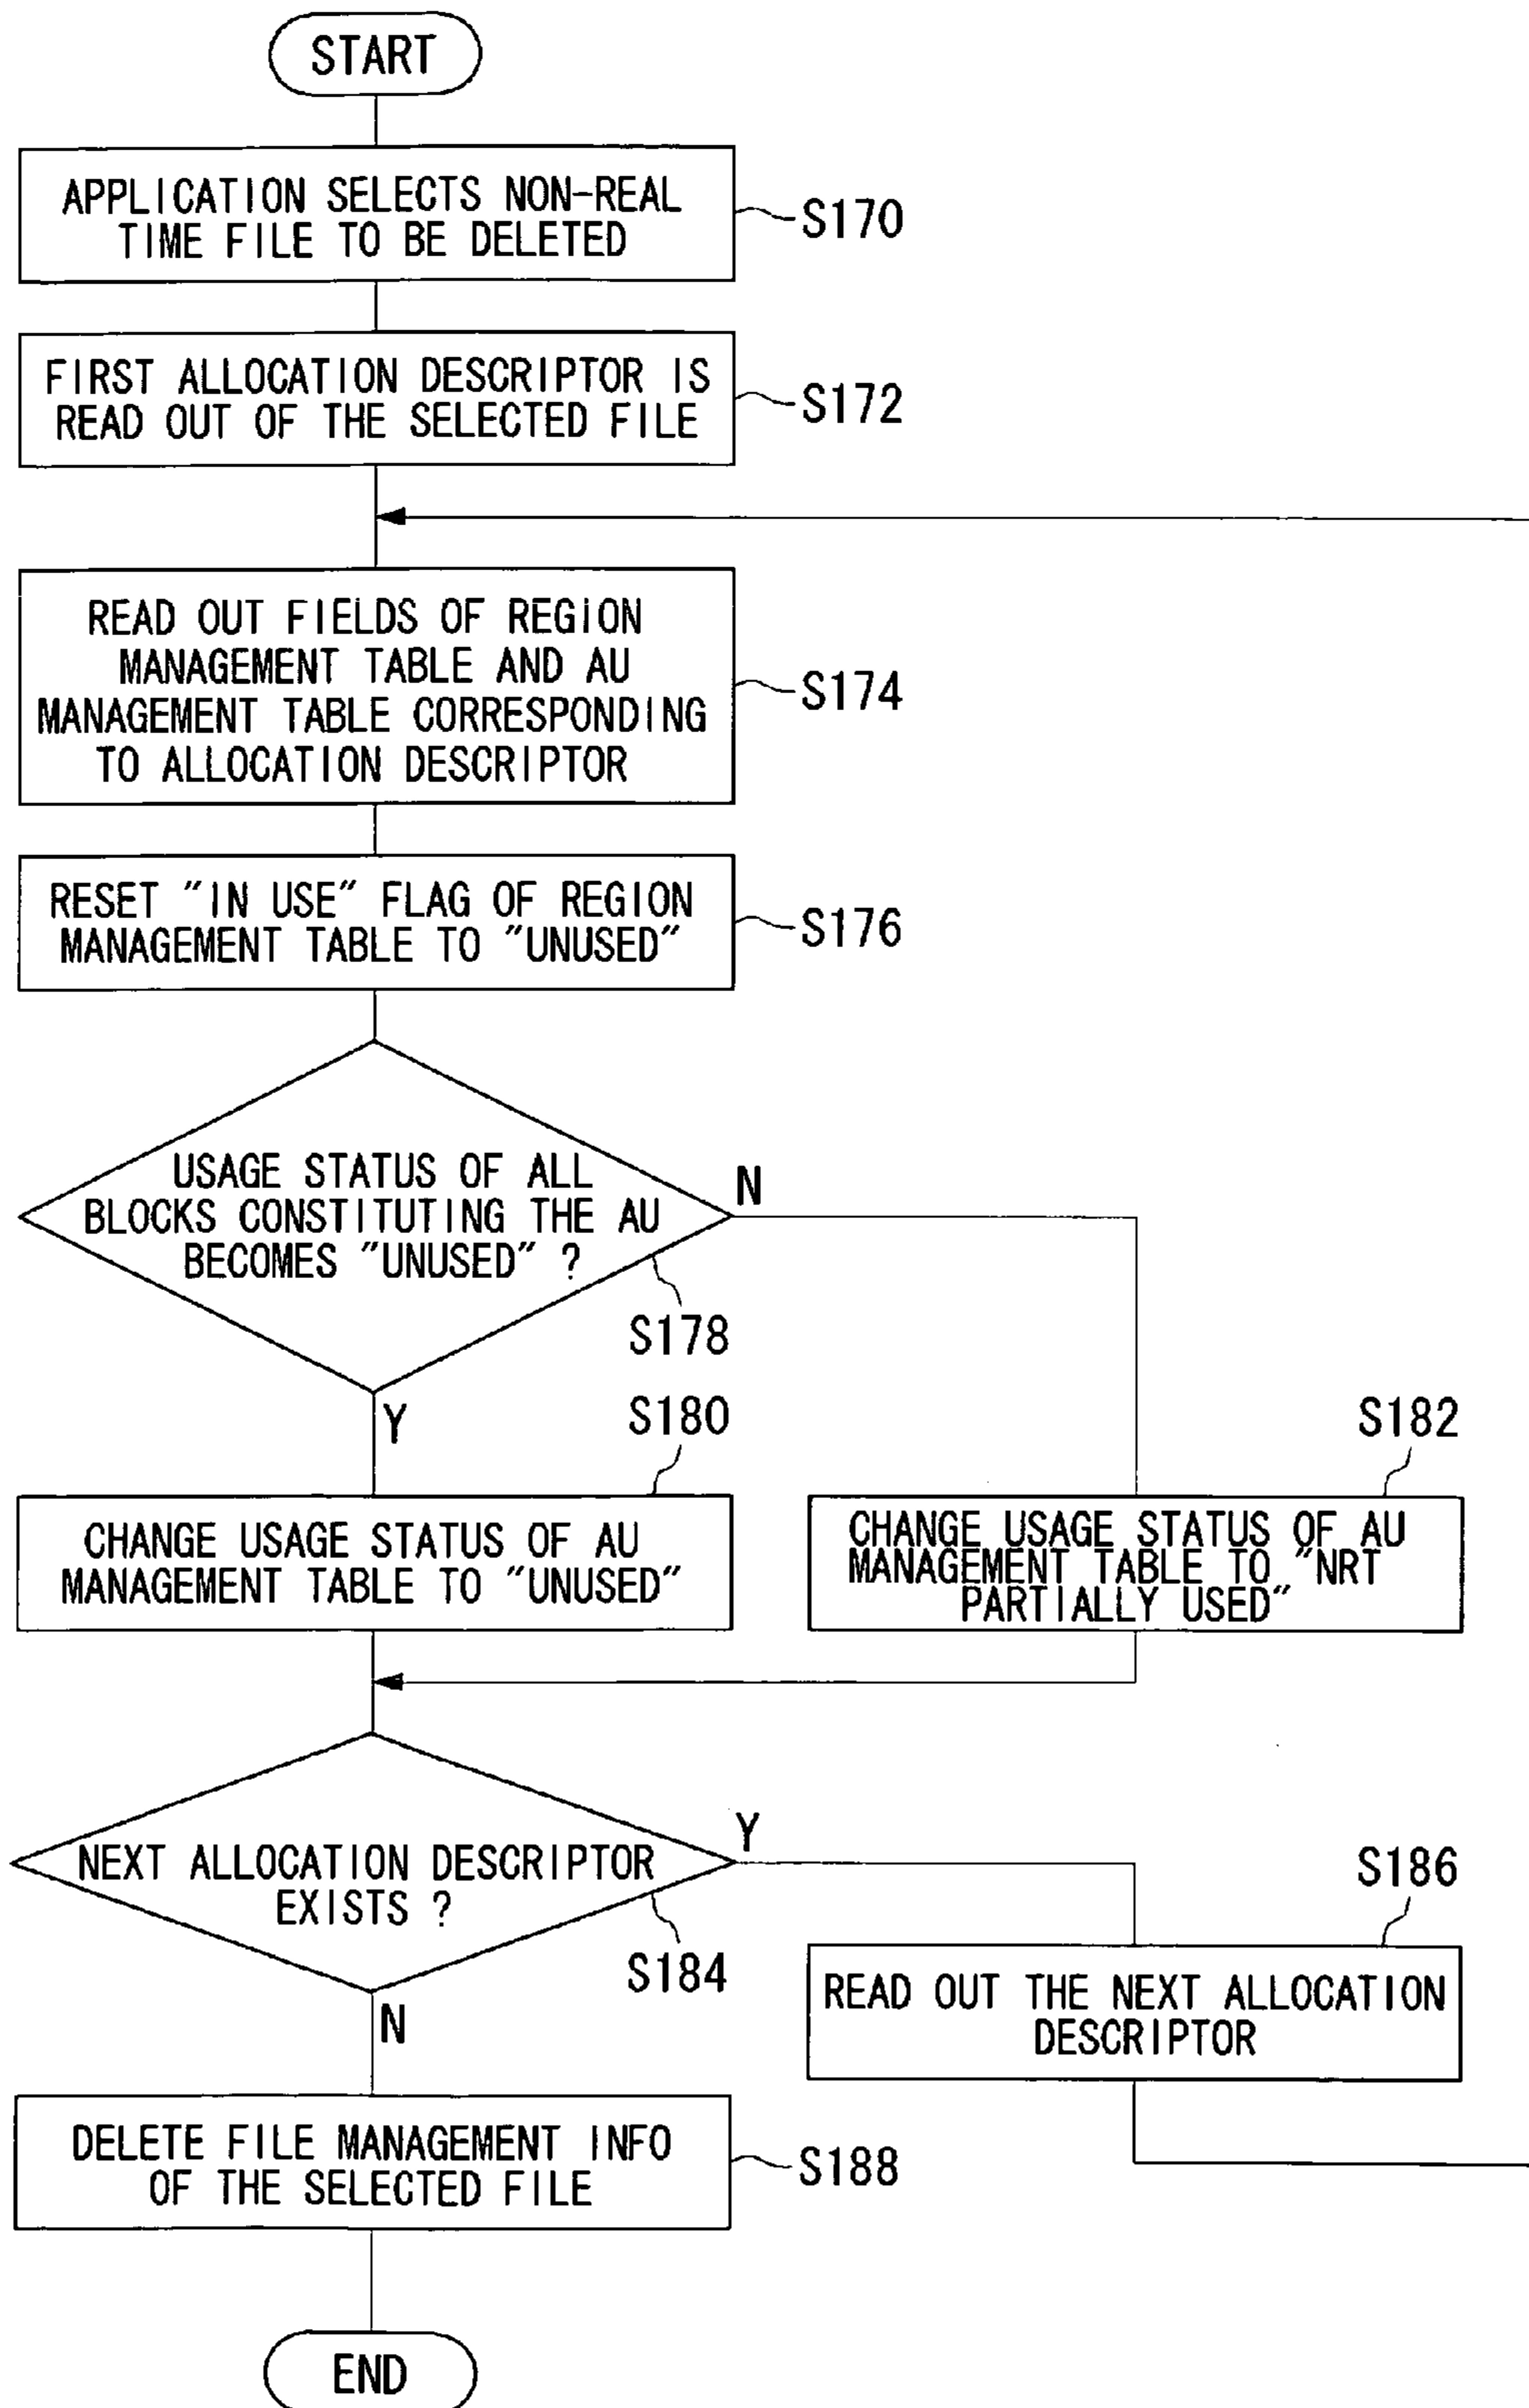 START
APPLICATION SELECTS NON-REAL
TIME FILE TO BE DELETED
S170
FIRST ALLOCATION DESCRIPTOR IS
READ OUT OF THE SELECTED FILE
S172
READ OUT FIELDS OF REGION
MANAGEMENT TABLE AND AU
MANAGEMENT TABLE CORRESPONDING
TO ALLOCATION DESCRIPTOR
S174
RESET "IN USE" FLAG OF REGION
MANAGEMENT TABLE TO "UNUSED"
S176
USAGE STATUS OF ALL
BLOCKS CONSTITUTING THE AU
BECOMES "UNUSED" ?
N
S178
Y
S180
CHANGE USAGE STATUS OF AU
MANAGEMENT TABLE TO "UNUSED"
S182
CHANGE USAGE STATUS OF AU
MANAGEMENT TABLE TO "NRT
PARTIALLY USED"
NEXT ALLOCATION DESCRIPTOR
EXISTS ?
Y
S184
N
S186
READ OUT THE NEXT ALLOCATION
DESCRIPTOR
DELETE FILE MANAGEMENT INFO
OF THE SELECTED FILE
S188
END